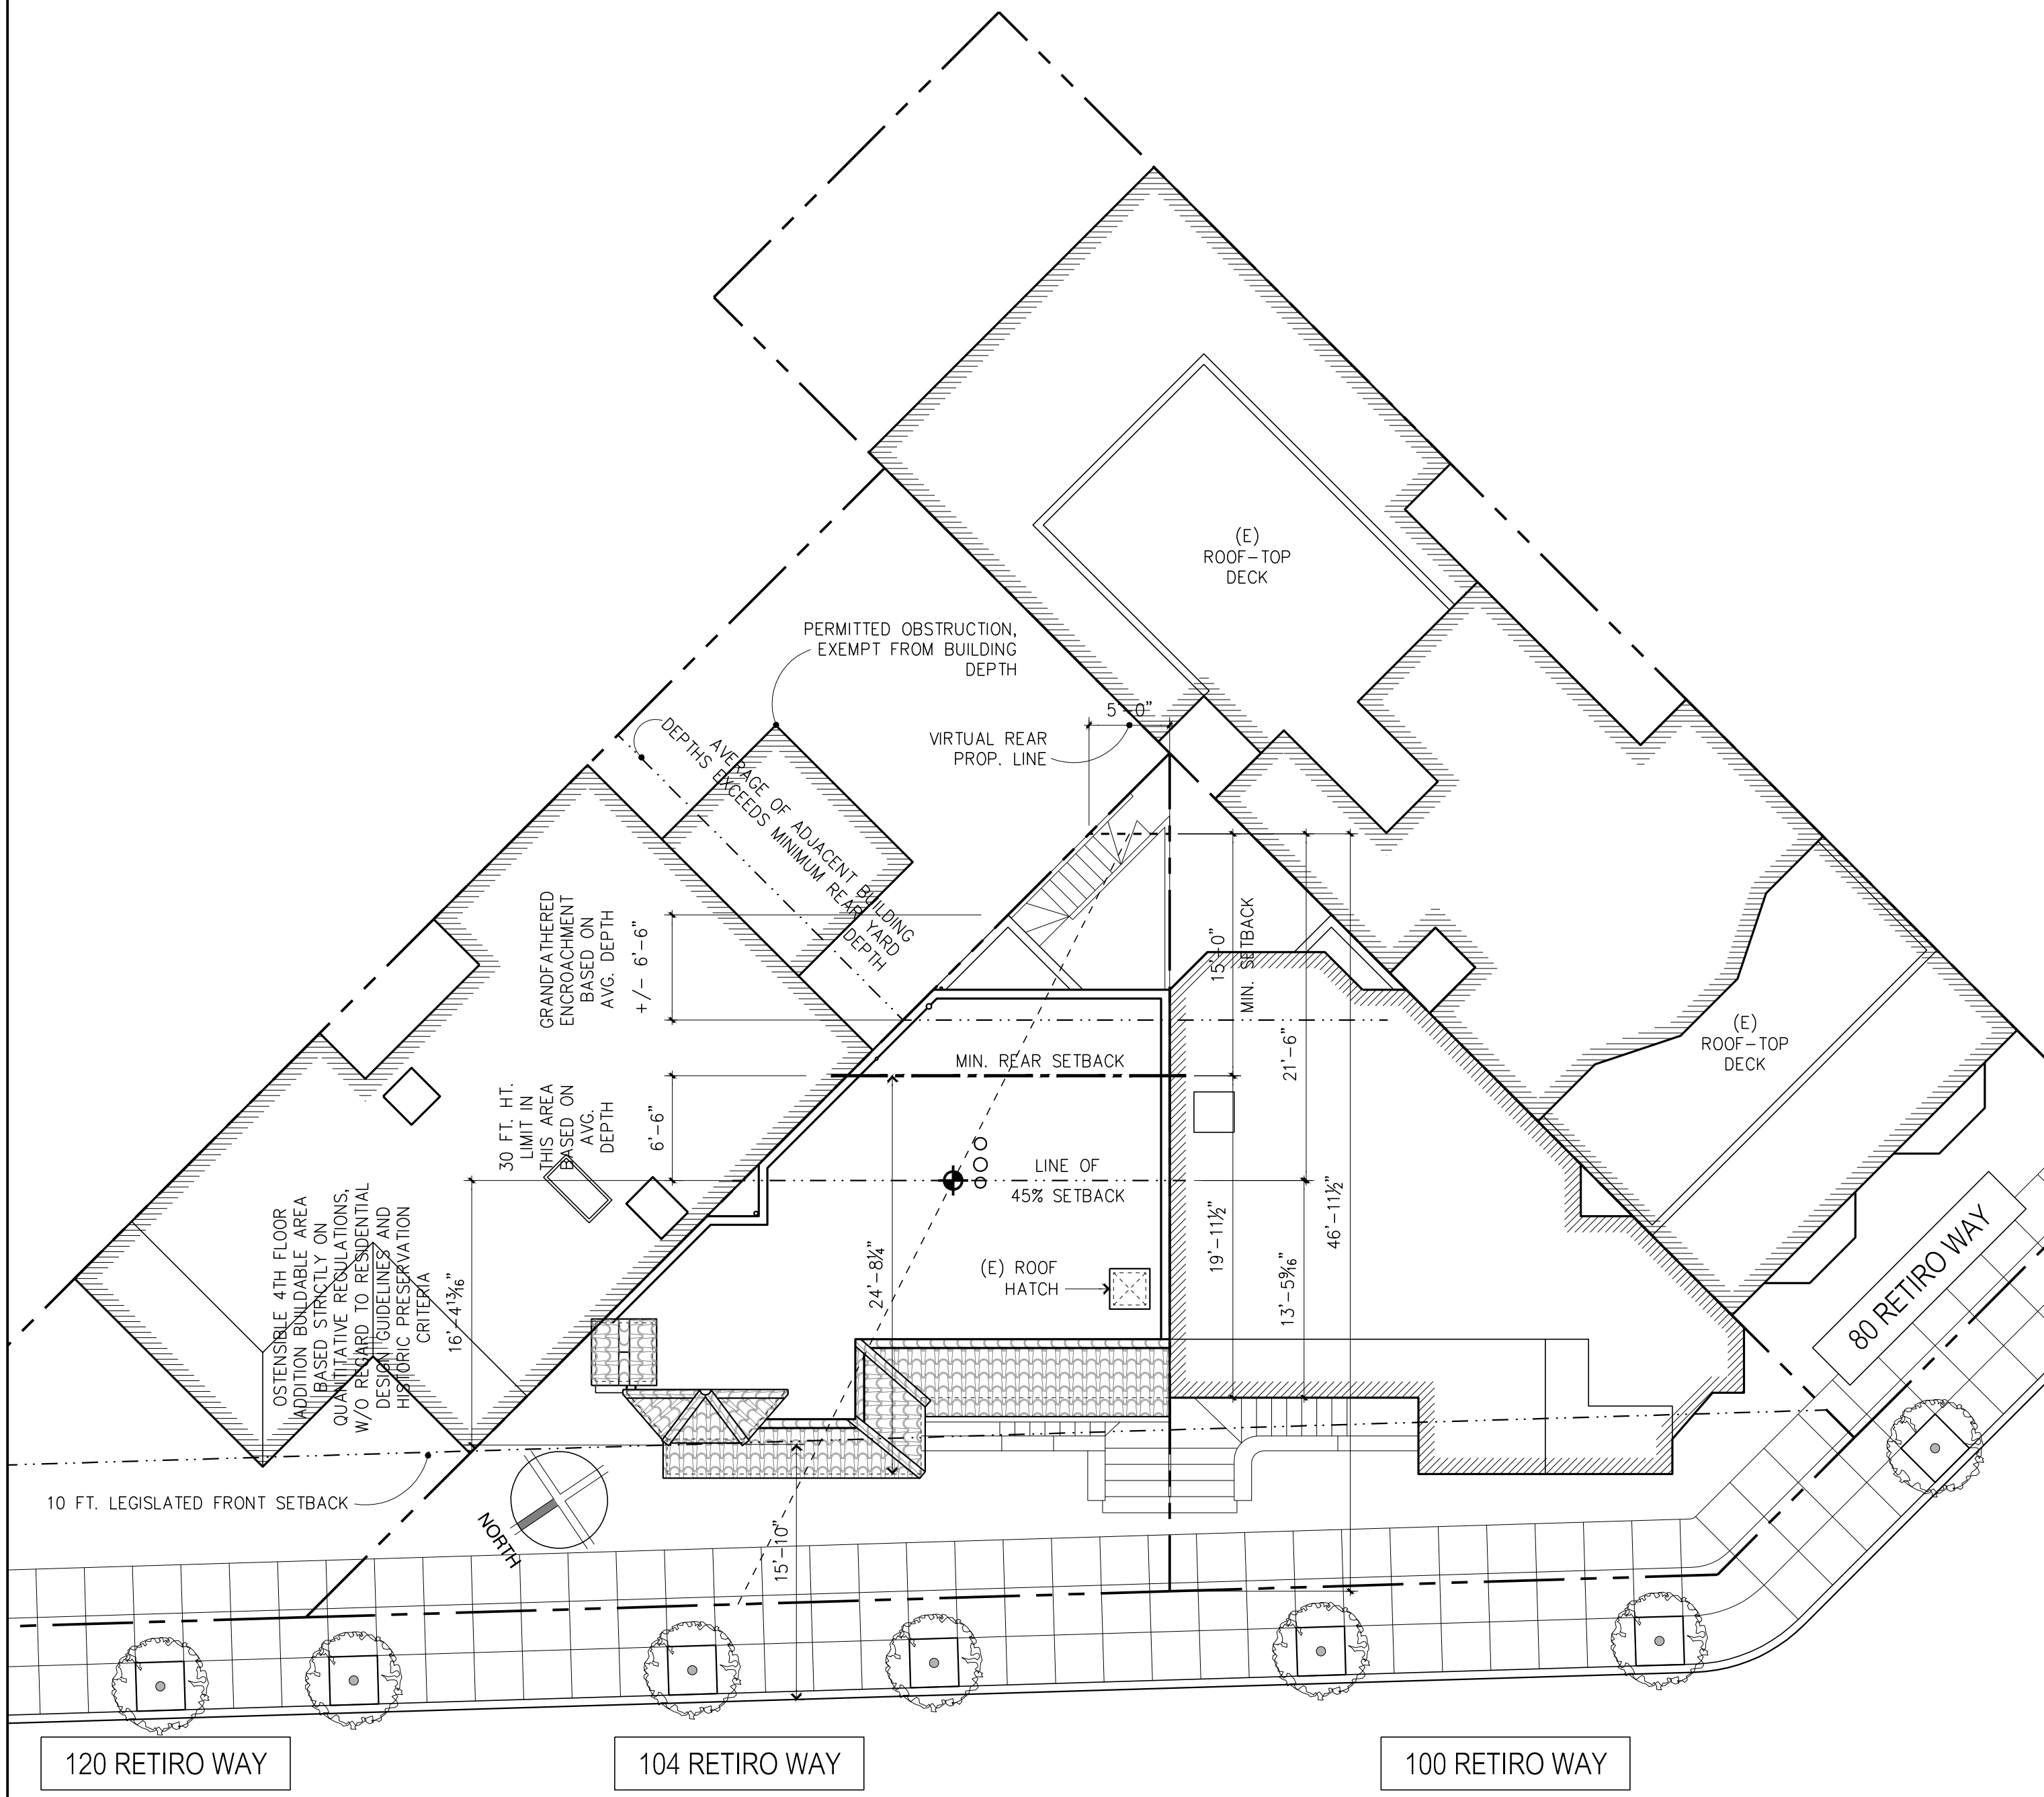 (E)
ROOF-TOP
DECK
PERMITTED OBSTRUCTION,
EXEMPT FROM BUILDING
DEPTH
5'-0"
VIRTUAL REAR
PROP. LINE
AVERAGE OF ADJACENT BUILDING
DEPTHS EXCEEDS MINIMUM REAR YARD
DEPTH
GRANDFATHERED
ENCROACHMENT
BASED ON
AVG. DEPTH
+/- 6'-6"
15'-0"
MIN. SETBACK
21'-6"
(E)
ROOF-TOP
DECK
MIN. REAR SETBACK
30 FT. HT.
LIMIT IN
THIS AREA
BASED ON
AVG.
DEPTH
6'-6"
LINE OF
45% SETBACK
19'-11½"
46'-11½"
13'-5 9/16"
24'-8¼"
(E) ROOF
HATCH
OSTENSIBLE 4TH FLOOR
ADDITION BUILDABLE AREA
BASED STRICTLY ON
QUANTITATIVE REGULATIONS,
W/O REGARD TO RESIDENTIAL
DESIGN GUIDELINES AND
HISTORIC PRESERVATION
CRITERIA
16'-4 13/16"
80 RETIRO WAY
10 FT. LEGISLATED FRONT SETBACK
NORTH
15'-10"
120 RETIRO WAY
104 RETIRO WAY
100 RETIRO WAY